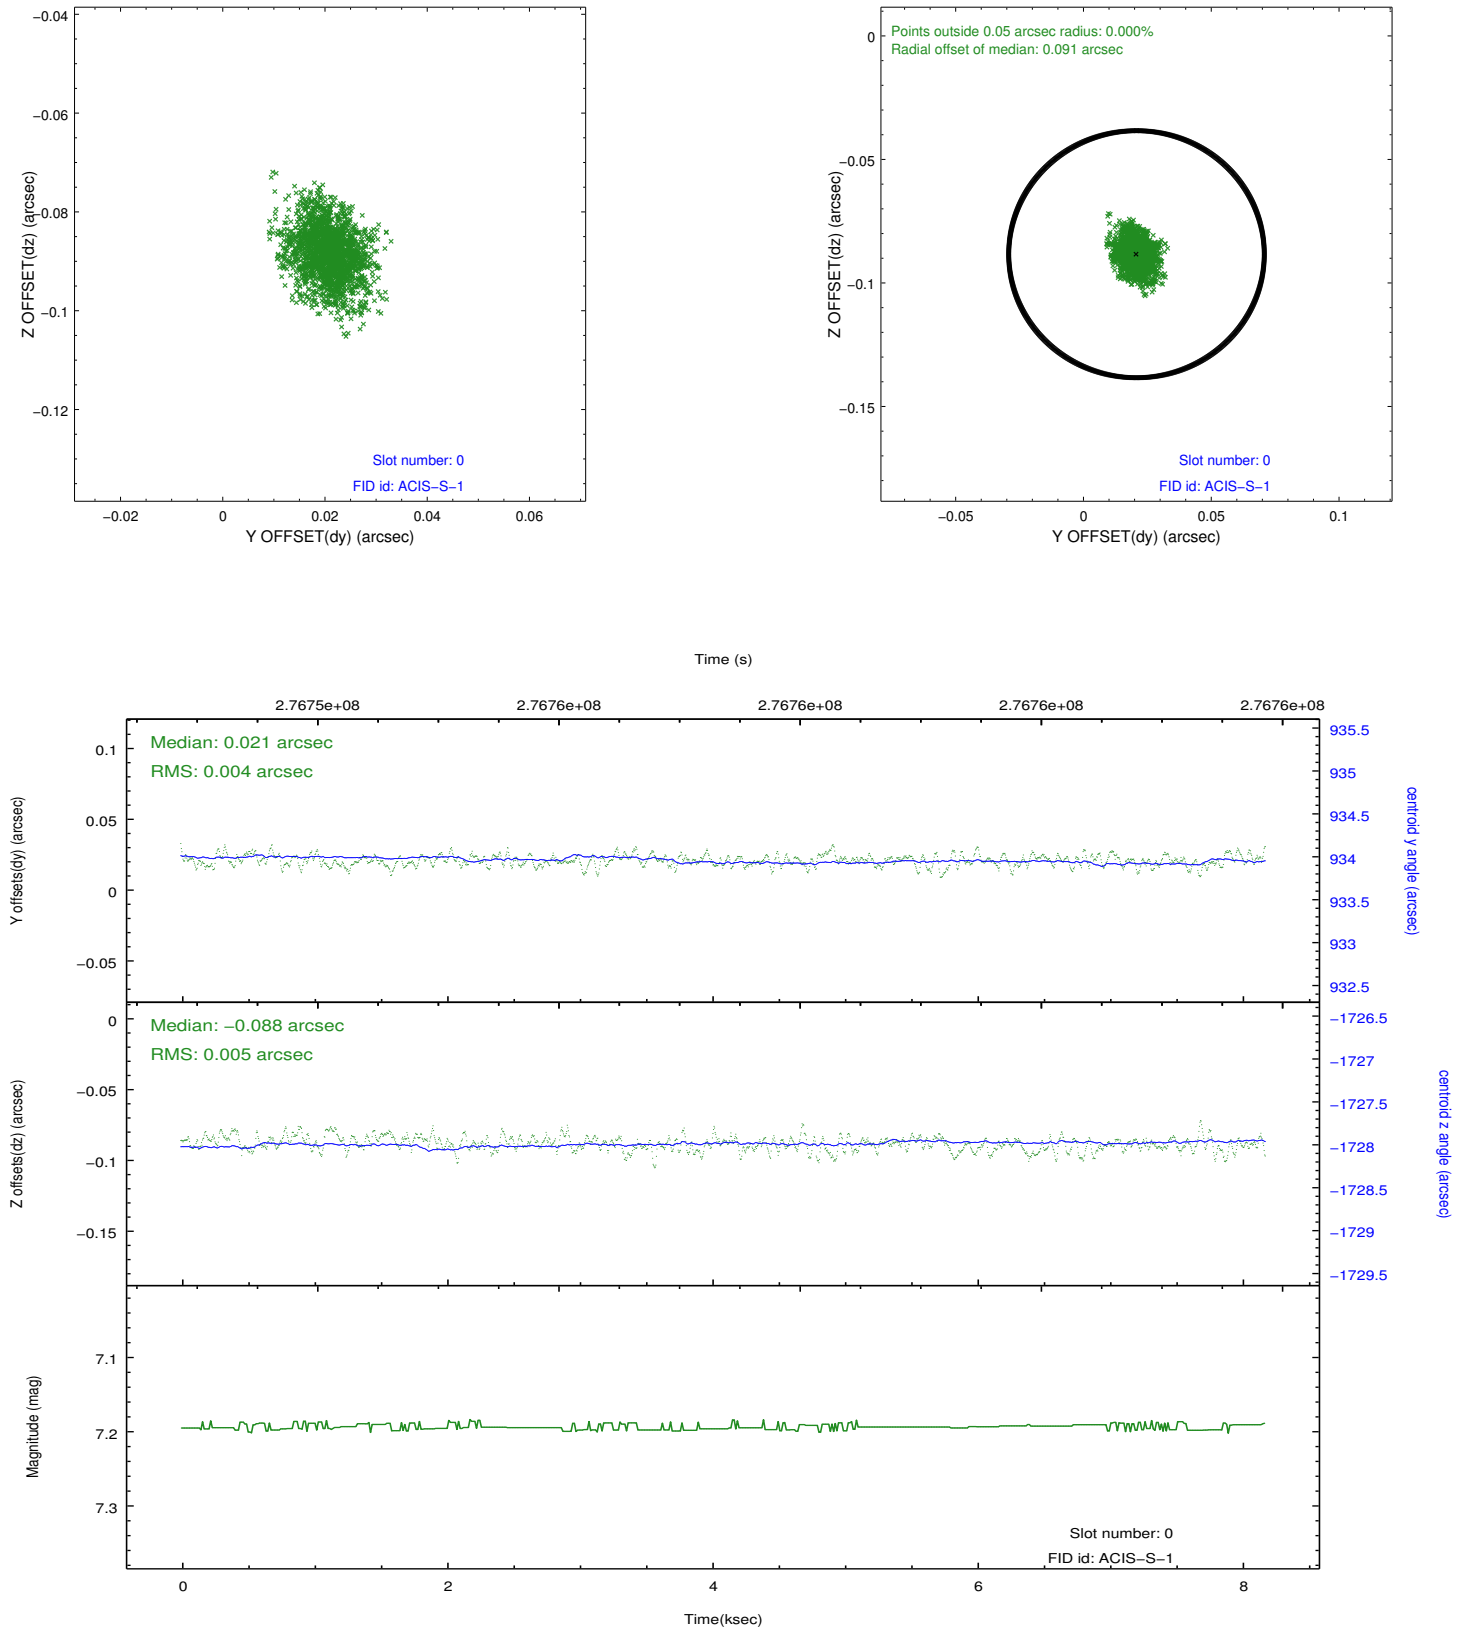 −0.04
−0.06
−0.08
−0.1
−0.12
Z OFFSET(dz) (arcsec)
Slot number: 0
FID id: ACIS−S−1
−0.02 0 0.02 0.04 0.06
Y OFFSET(dy) (arcsec)
Points outside 0.05 arcsec radius: 0.000%
Radial offset of median: 0.091 arcsec
0
−0.05
−0.1
−0.15
Z OFFSET(dz) (arcsec)
Slot number: 0
FID id: ACIS−S−1
−0.05 0 0.05 0.1
Y OFFSET(dy) (arcsec)
Time (s)
2.7675e+08 2.7676e+08 2.7676e+08 2.7676e+08 2.7676e+08
Median: 0.021 arcsec
RMS: 0.004 arcsec
0.1
0.05
0
−0.05
Y offsets(dy) (arcsec)
935.5
935
934.5
934
933.5
933
932.5
centroid y angle (arcsec)
Median: −0.088 arcsec
RMS: 0.005 arcsec
0
−0.05
−0.1
−0.15
Z offsets(dz) (arcsec)
−1726.5
−1727
−1727.5
−1728
−1728.5
−1729
−1729.5
centroid z angle (arcsec)
7.1
7.2
7.3
Magnitude (mag)
Slot number: 0
FID id: ACIS−S−1
0 2 4 6 8
Time(ksec)